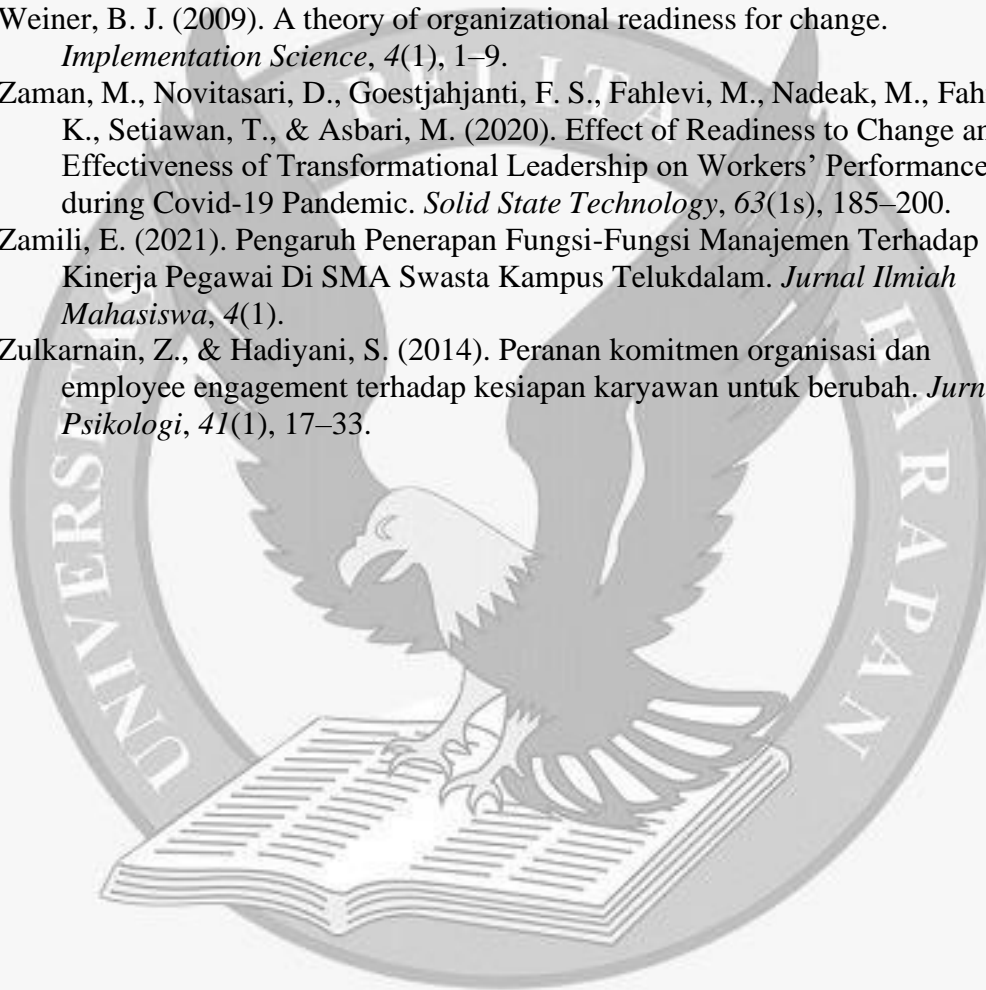 Weiner, B. J. (2009). A theory of organizational readiness for change.
Implementation Science, 4(1), 1–9.
Zaman, M., Novitasari, D., Goestjahjanti, F. S., Fahlevi, M., Nadeak, M., Fah
K., Setiawan, T., & Asbari, M. (2020). Effect of Readiness to Change an
Effectiveness of Transformational Leadership on Workers’ Performance
during Covid-19 Pandemic. Solid State Technology, 63(1s), 185–200.
Zamili, E. (2021). Pengaruh Penerapan Fungsi-Fungsi Manajemen Terhadap
Kinerja Pegawai Di SMA Swasta Kampus Telukdalam. Jurnal Ilmiah
Mahasiswa, 4(1).
Zulkarnain, Z., & Hadiyani, S. (2014). Peranan komitmen organisasi dan
employee engagement terhadap kesiapan karyawan untuk berubah. Jurn
Psikologi, 41(1), 17–33.
UNIVERSITAS PELITA HARAPAN